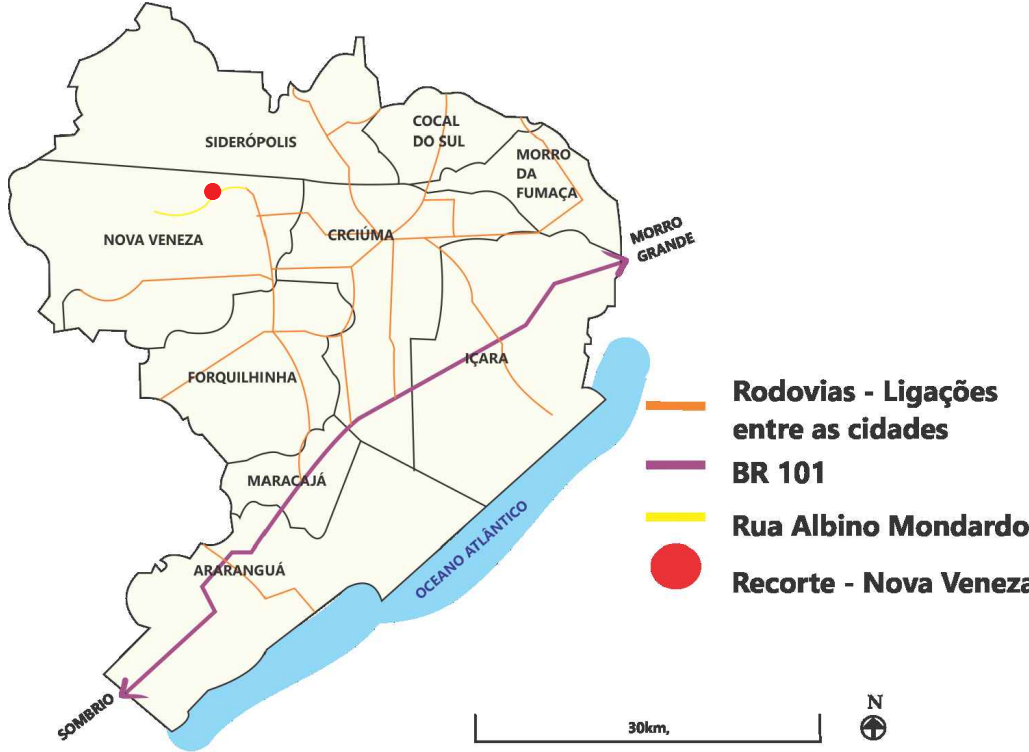 COCAL
DO SUL
SIDERÓPOLIS
MORRO
DA
FUMAÇA
NOVA VENEZA
CRCIÚMA
MORRO
GRANDE
IÇARA
FORQUILHINHA
MARACAJÁ
ARARANGUÁ
OCEANO ATLÂNTICO
SOMBRIO
Rodovias - Ligações
entre as cidades
BR 101
Rua Albino Mondardo
Recorte - Nova Veneza
30km,
N